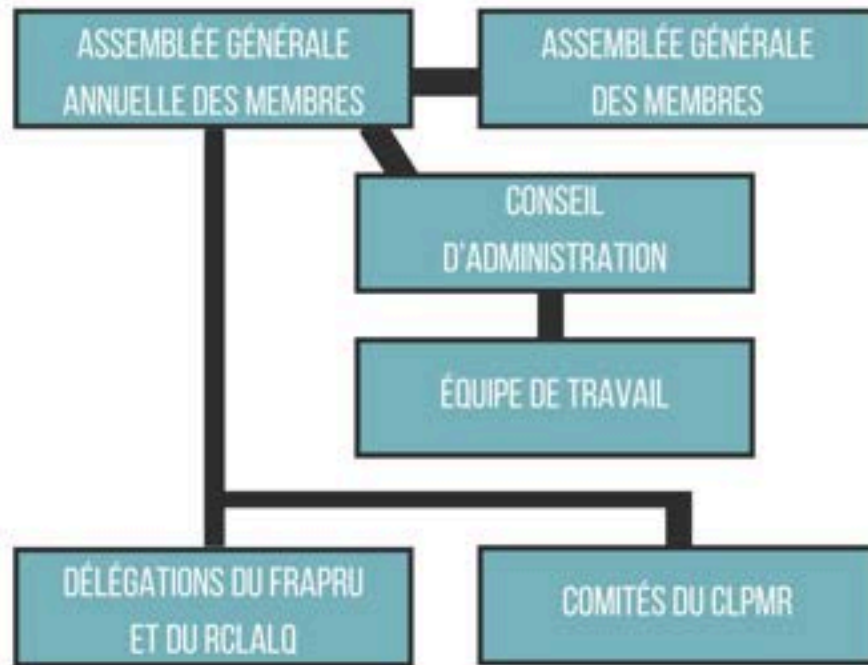 ASSEMBLÉE GÉNÉRALE
ANNUELLE DES MEMBRES
ASSEMBLÉE GÉNÉRALE
DES MEMBRES
CONSEIL
D'ADMINISTRATION
ÉQUIPE DE TRAVAIL
DÉLÉGATIONS DU FRAPRU
ET DU RCLALQ
COMITÉS DU CLPMR